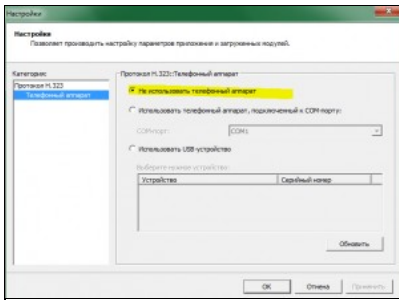 Настройки
Настройка
Позволяет производить настройку параметров приложения и загруженных модулей.
Категория:
Протокол H.323
Телефонный аппарат
Протокол H.323::Телефонный аппарат
Не использовать телефонный аппарат
Использовать телефонный аппарат, подключенный к COM-порту:
COM-порт:
COM1
Использовать USB-устройство
Выберите нужное устройство:
Устройство
Серийный номер
Обновить
OK
Отмена
Применить